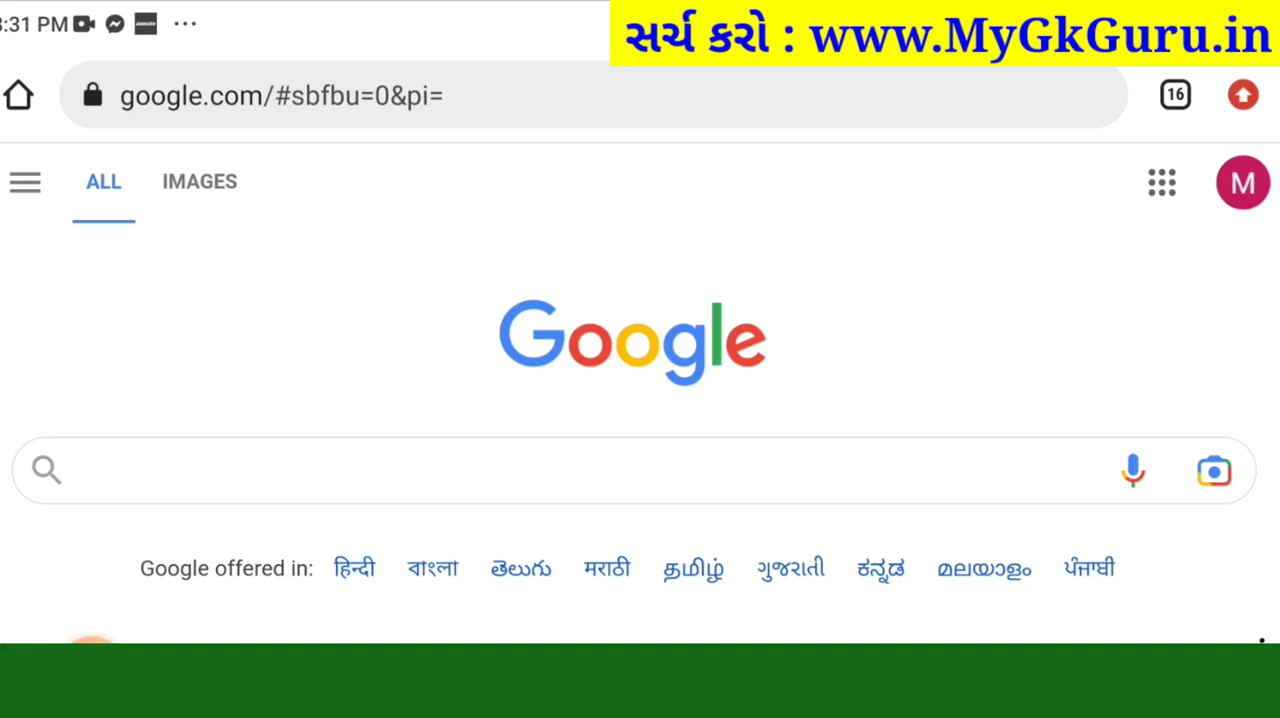 :31 PM
સર્ચ કરો : www.MyGkGuru.in
google.com/#sbfbu=0&pi=
16
ALL IMAGES
M
Google
Google offered in: हिन्दी বাংলা తెలుగు मराठी தமிழ் ગુજરાતી ಕನ್ನಡ മലയാളം ਪੰਜਾਬੀ